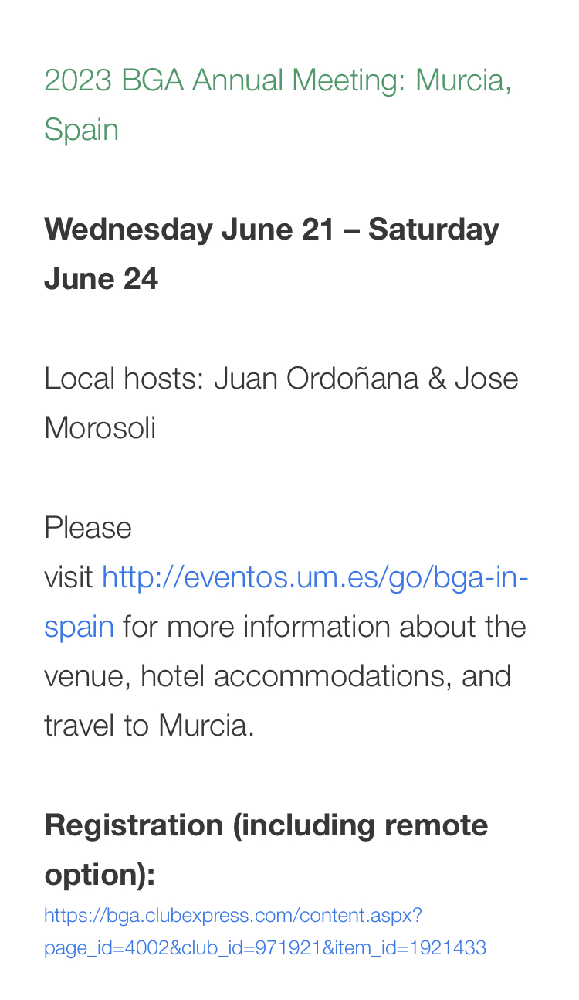 2023 BGA Annual Meeting: Murcia,
Spain
Wednesday June 21 – Saturday
June 24
Local hosts: Juan Ordoñana & Jose
Morosoli
Please
visit http://eventos.um.es/go/bga-in-
spain for more information about the
venue, hotel accommodations, and
travel to Murcia.
Registration (including remote
option):
https://bga.clubexpress.com/content.aspx?
page_id=4002&club_id=971921&item_id=1921433